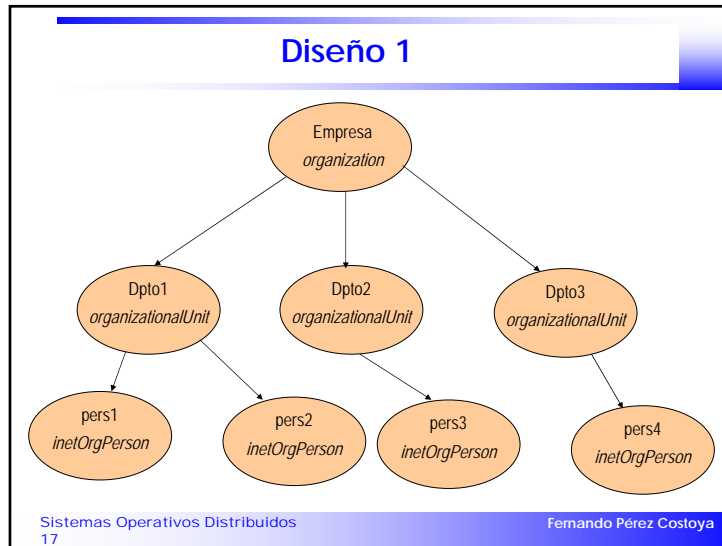 Diseño 1
Empresa
organization
Dpto1
organizationalUnit
Dpto2
organizationalUnit
Dpto3
organizationalUnit
pers1
inetOrgPerson
pers2
inetOrgPerson
pers3
inetOrgPerson
pers4
inetOrgPerson
Sistemas Operativos Distribuidos
17
Fernando Pérez Costoya